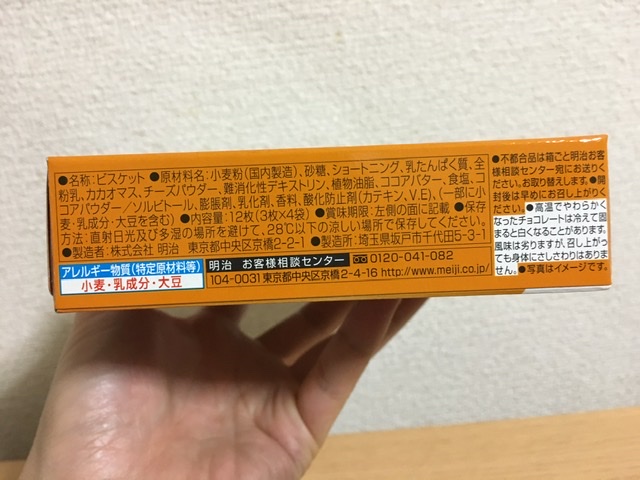 ●名称:ビスケット ●原材料名:小麦粉(国内製造)、砂糖、ショートニング、乳たんぱく質、全
粉乳、カカオマス、チーズパウダー、難消化性デキストリン、植物油脂、ココアバター、食塩、コ
コアパウダー/ソルビトール、膨脹剤、乳化剤、香料、酸化防止剤(カテキン、V.E)、(一部に小
麦・乳成分・大豆を含む) ●内容量:12枚(3枚×4袋) ●賞味期限:左側の面に記載 ●保存
方法:直射日光及び多湿の場所を避けて、28℃以下の涼しい場所で保存してください。
●製造者:株式会社 明治 東京都中央区京橋2-2-1 ●製造所:埼玉県坂戸市千代田5-3-1
アレルギー物質(特定原材料等)
小麦・乳成分・大豆
明治 お客様相談センター 0120-041-082
104-0031 東京都中央区京橋2-4-16 http://www.meiji.co.jp/
●不都合品は箱ごと明治お客
様相談センター宛にお送りく
ださい。お取り替えします。●開
封後は早めにお召し上がりく
ださい。●高温でやわらかく
なったチョコレートは冷えて固
まると白くなることがあります。
風味は劣りますが、召し上がっ
ても身体にさしさわりはありま
せん。●写真はイメージです。